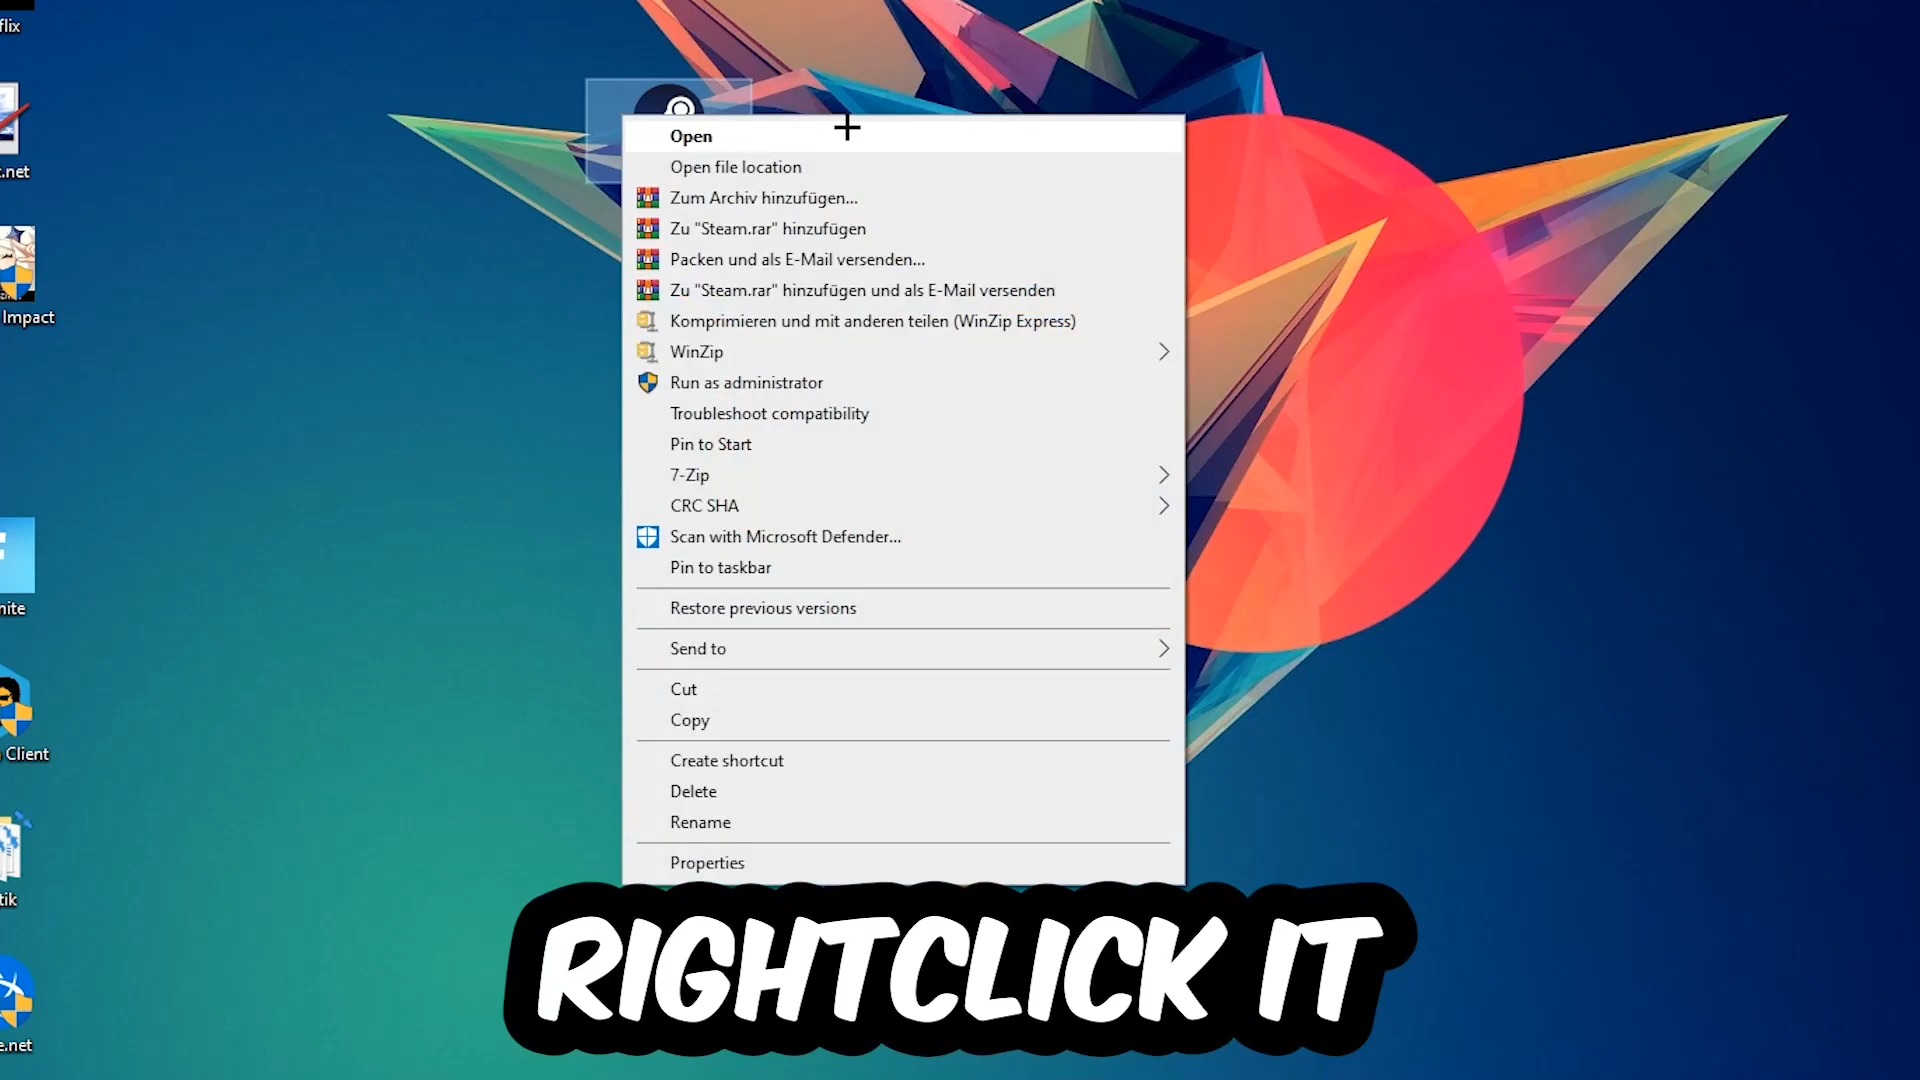 flix
.net
Impact
nite
Client
tik
e.net
Open
Open file location
Zum Archiv hinzufügen...
Zu "Steam.rar" hinzufügen
Packen und als E-Mail versenden...
Zu "Steam.rar" hinzufügen und als E-Mail versenden
Komprimieren und mit anderen teilen (WinZip Express)
WinZip
Run as administrator
Troubleshoot compatibility
Pin to Start
7-Zip
CRC SHA
Scan with Microsoft Defender...
Pin to taskbar
Restore previous versions
Send to
Cut
Copy
Create shortcut
Delete
Rename
Properties
RIGHTCLICK IT